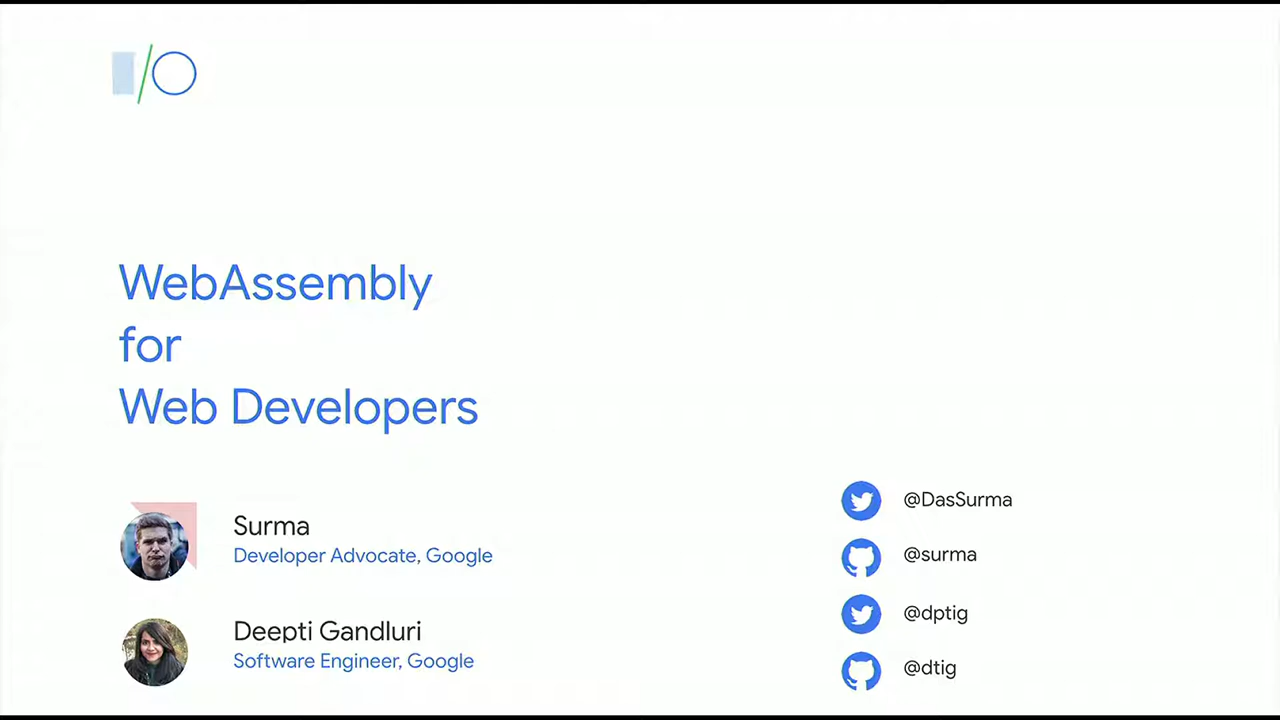 I/O
WebAssembly
for
Web Developers
Surma
Developer Advocate, Google
Deepti Gandluri
Software Engineer, Google
@DasSurma
@surma
@dptig
@dtig